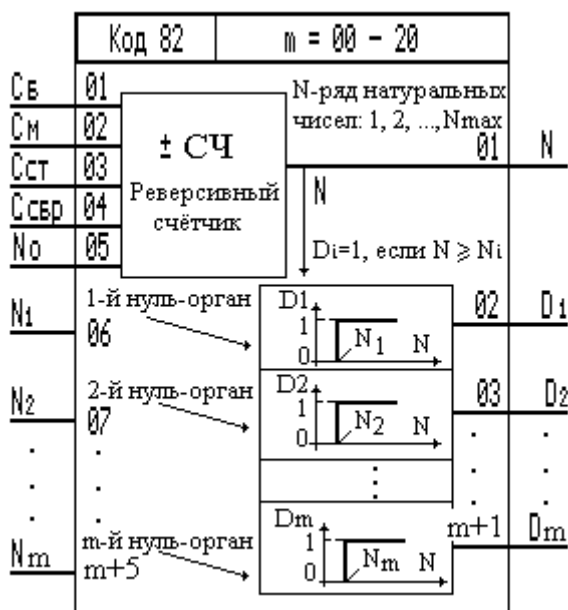 Код 82 m = 00 - 20
Сб 01
См 02
Сст 03
Ссбр 04
No 05
± СЧ
Реверсивный
счётчик
N-ряд натуральных
чисел: 1, 2, ...,Nmax
01 N
N
Di=1, если N ⩾ Ni
N1 06
1-й нуль-орган
D1
1
0
N1 N
02 D1
N2 07
2-й нуль-орган
D2
1
0
N2 N
03 D2
Nm m+5
m-й нуль-орган
Dm
1
0
Nm N
m+1 Dm